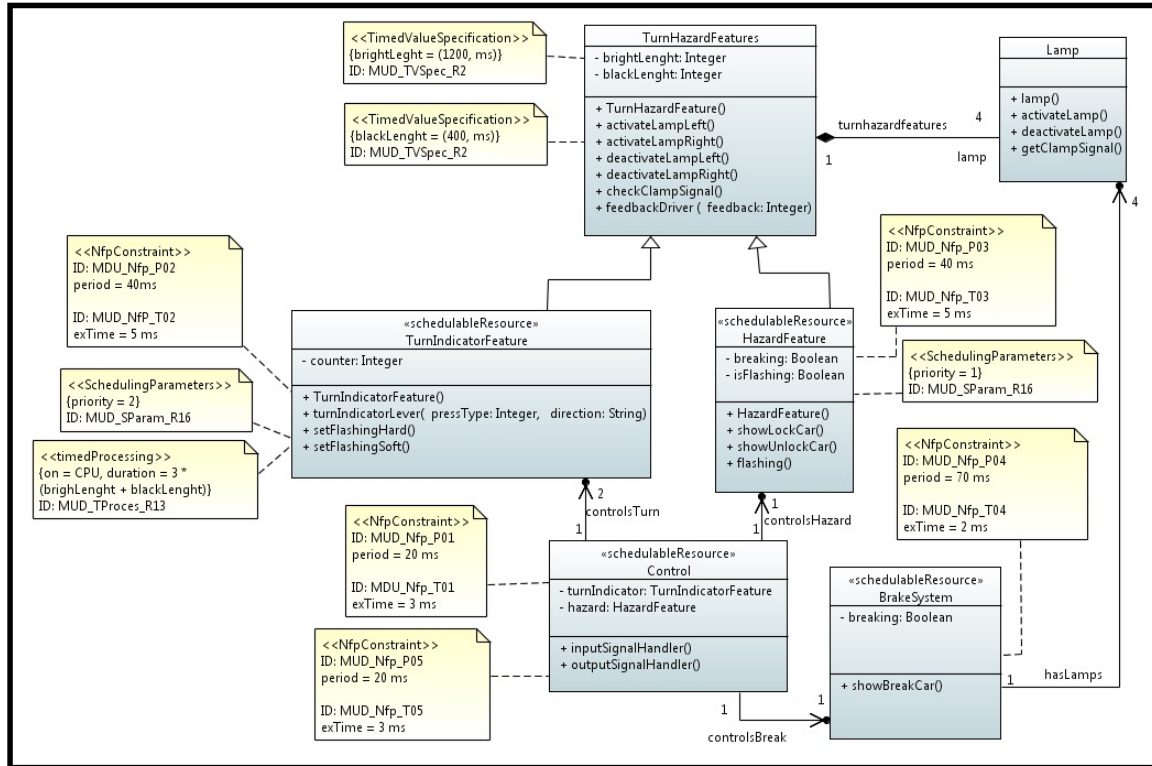 <<TimedValueSpecification>>
{brightLeght = (1200, ms)}
ID: MUD_TVSpec_R2
<<TimedValueSpecification>>
{blackLenght = (400, ms)}
ID: MUD_TVSpec_R2
TurnHazardFeatures
- brightLenght: Integer
- blackLenght: Integer
+ TurnHazardFeature()
+ activateLampLeft()
+ activateLampRight()
+ deactivateLampLeft()
+ deactivateLampRight()
+ checkClampSignal()
+ feedbackDriver ( feedback: Integer)
turnhazardfeatures
4
1
lamp
Lamp
+ lamp()
+ activateLamp()
+ deactivateLamp()
+ getClampSignal()
4
<<NfpConstraint>>
ID: MDU_Nfp_P02
period = 40ms
ID: MUD_NfP_T02
exTime = 5 ms
<<SchedulingParameters>>
{priority = 2}
ID: MUD_SParam_R16
<<timedProcessing>>
{on = CPU, duration = 3 *
(brighLenght + blackLenght)}
ID: MUD_TProces_R13
«schedulableResource»
TurnIndicatorFeature
- counter: Integer
+ TurnIndicatorFeature()
+ turnIndicatorLever( pressType: Integer, direction: String)
+ setFlashingHard()
+ setFlashingSoft()
«schedulableResource»
HazardFeature
- breaking: Boolean
- isFlashing: Boolean
+ HazardFeature()
+ showLockCar()
+ showUnlockCar()
+ flashing()
<<NfpConstraint>>
ID: MUD_Nfp_P03
period = 40 ms
ID: MUD_Nfp_T03
exTime = 5 ms
<<SchedulingParameters>>
{priority = 1}
ID: MUD_SParam_R16
<<NfpConstraint>>
ID: MUD_Nfp_P04
period = 70 ms
ID: MUD_Nfp_T04
exTime = 2 ms
2
controlsTurn
1
1
controlsHazard
1
<<NfpConstraint>>
ID: MUD_Nfp_P01
period = 20 ms
ID: MDU_Nfp_T01
exTime = 3 ms
<<NfpConstraint>>
ID: MUD_Nfp_P05
period = 20 ms
ID: MUD_Nfp_T05
exTime = 3 ms
«schedulableResource»
Control
- turnIndicator: TurnIndicatorFeature
- hazard: HazardFeature
+ inputSignalHandler()
+ outputSignalHandler()
«schedulableResource»
BrakeSystem
- breaking: Boolean
+ showBreakCar()
1
hasLamps
1
1
controlsBreak